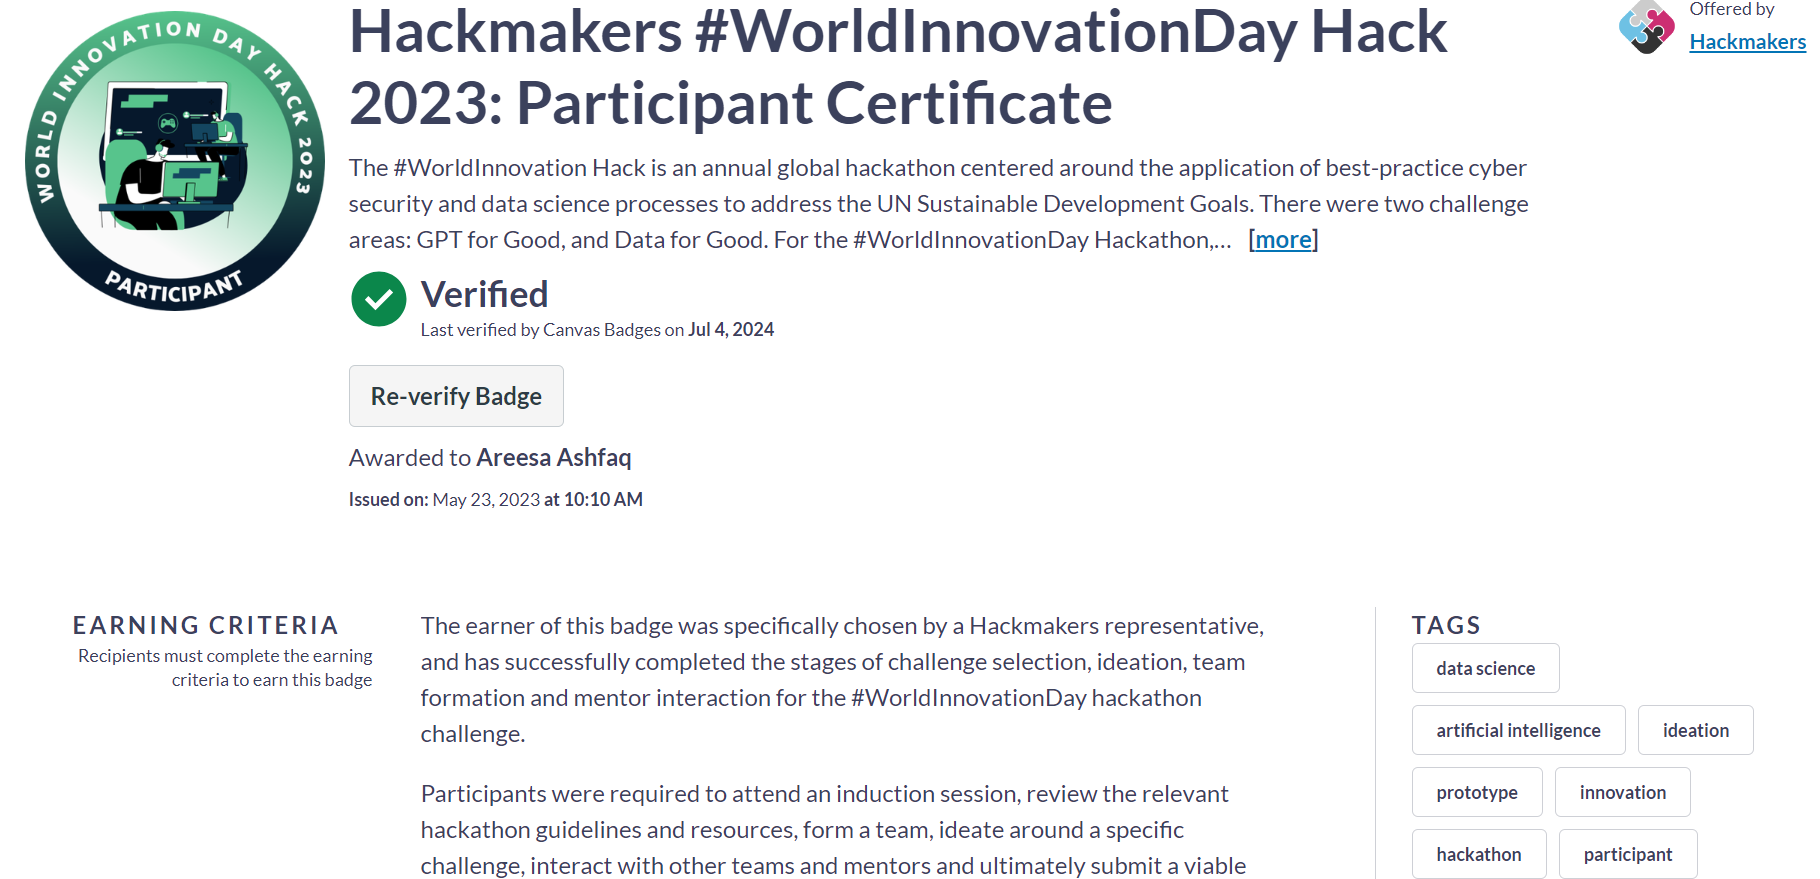 WORLD INNOVATION DAY HACK 2023
PARTICIPANT
Hackmakers #WorldInnovationDay Hack
2023: Participant Certificate
Offered by
Hackmakers
The #WorldInnovation Hack is an annual global hackathon centered around the application of best-practice cyber
security and data science processes to address the UN Sustainable Development Goals. There were two challenge
areas: GPT for Good, and Data for Good. For the #WorldInnovationDay Hackathon,... [more]
Verified
Last verified by Canvas Badges on Jul 4, 2024
Re-verify Badge
Awarded to Areesa Ashfaq
Issued on: May 23, 2023 at 10:10 AM
EARNING CRITERIA
Recipients must complete the earning
criteria to earn this badge
The earner of this badge was specifically chosen by a Hackmakers representative,
and has successfully completed the stages of challenge selection, ideation, team
formation and mentor interaction for the #WorldInnovationDay hackathon
challenge.
Participants were required to attend an induction session, review the relevant
hackathon guidelines and resources, form a team, ideate around a specific
challenge, interact with other teams and mentors and ultimately submit a viable
TAGS
data science
artificial intelligence ideation
prototype innovation
hackathon participant